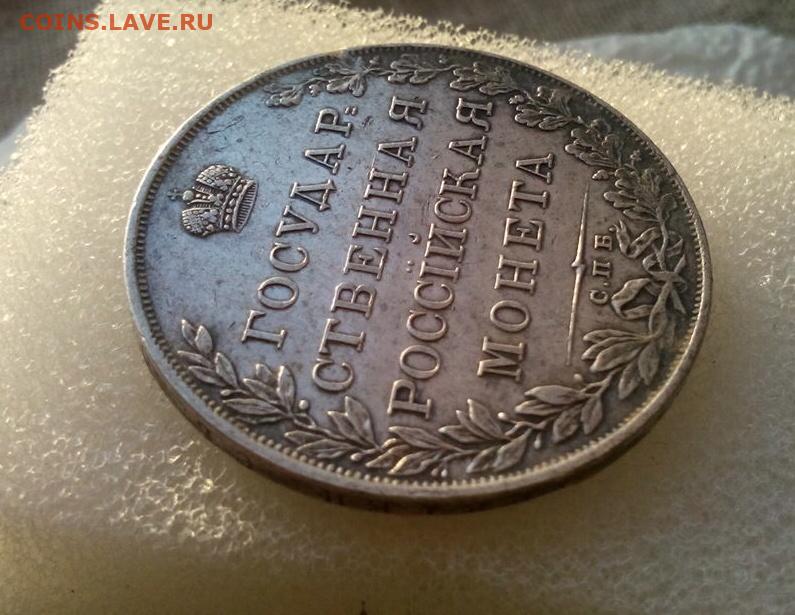 COINS.LAVE.RU
ГОСУДАР:
СТВЕННАЯ
РОССІЙСКАЯ
МОНЕТА
С.П.Б.